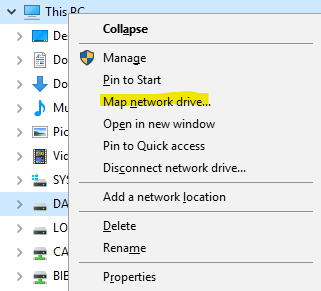 This PC
Collapse
Manage
Pin to Start
Map network drive...
Open in new window
Pin to Quick access
Disconnect network drive...
Add a network location
Delete
Rename
Properties
De
Do
Do
Mu
Pic
Vide
SYS
DA
LO
CA
BIE